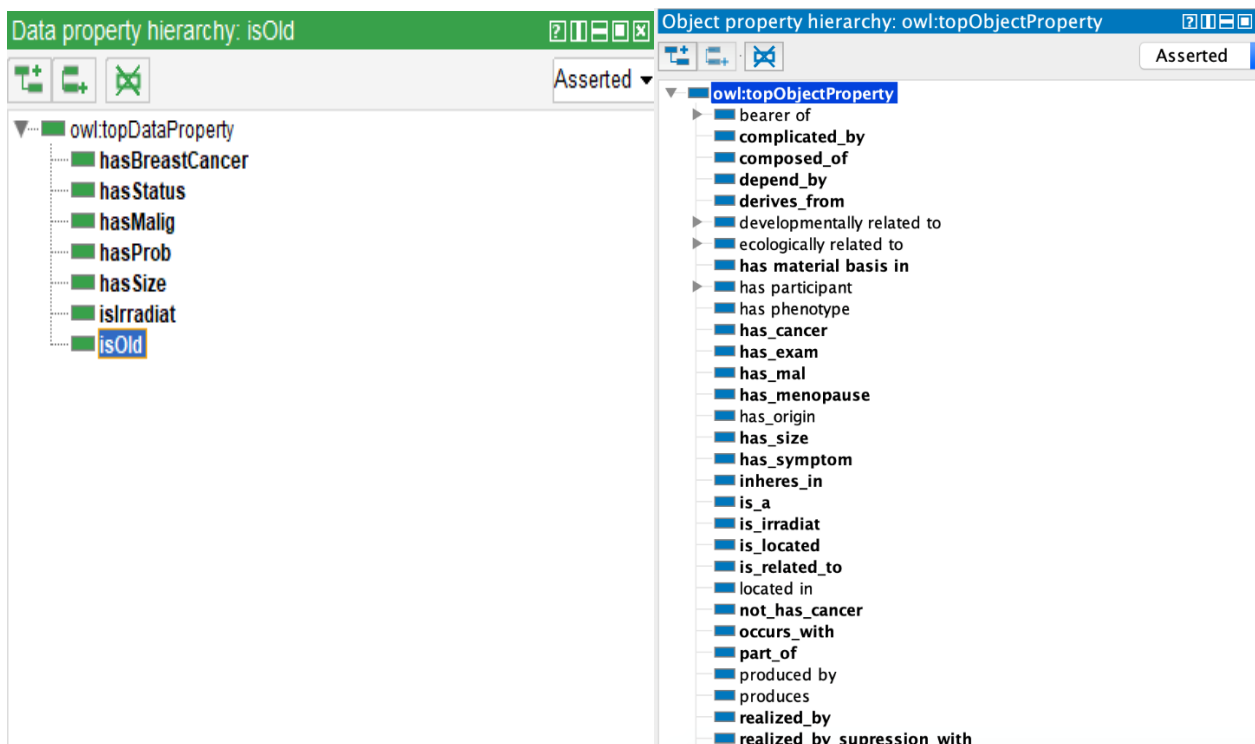 Data property hierarchy: isOld
Asserted
owl:topDataProperty
hasBreastCancer
hasStatus
hasMalig
hasProb
hasSize
isIrradiat
isOld
Object property hierarchy: owl:topObjectProperty
Asserted
owl:topObjectProperty
bearer of
complicated_by
composed_of
depend_by
derives_from
developmentally related to
ecologically related to
has material basis in
has participant
has phenotype
has_cancer
has_exam
has_mal
has_menopause
has_origin
has_size
has_symptom
inheres_in
is_a
is_irradiat
is_located
is_related_to
located in
not_has_cancer
occurs_with
part_of
produced by
produces
realized_by
realized_by_supression_with